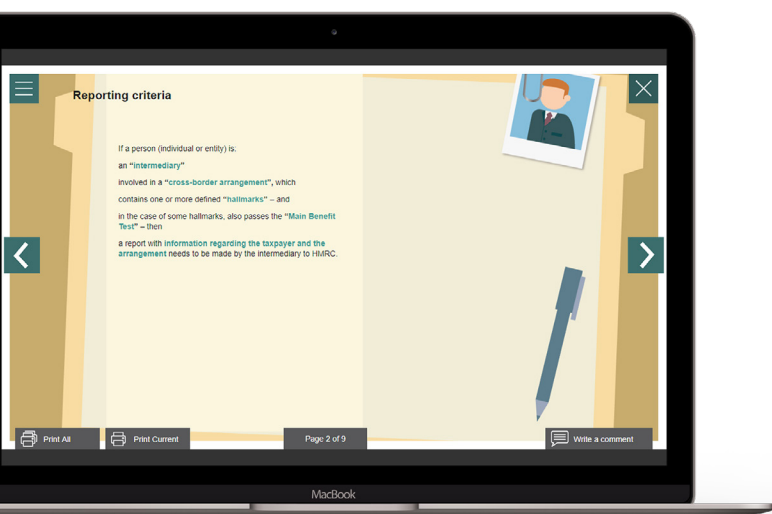 Reporting criteria
If a person (individual or entity) is:
an “intermediary”
involved in a “cross-border arrangement”, which
contains one or more defined “hallmarks” – and
in the case of some hallmarks, also passes the “Main Benefit
Test” – then
a report with information regarding the taxpayer and the
arrangement needs to be made by the intermediary to HMRC.
Print All
Print Current
Page 2 of 9
Write a comment
MacBook